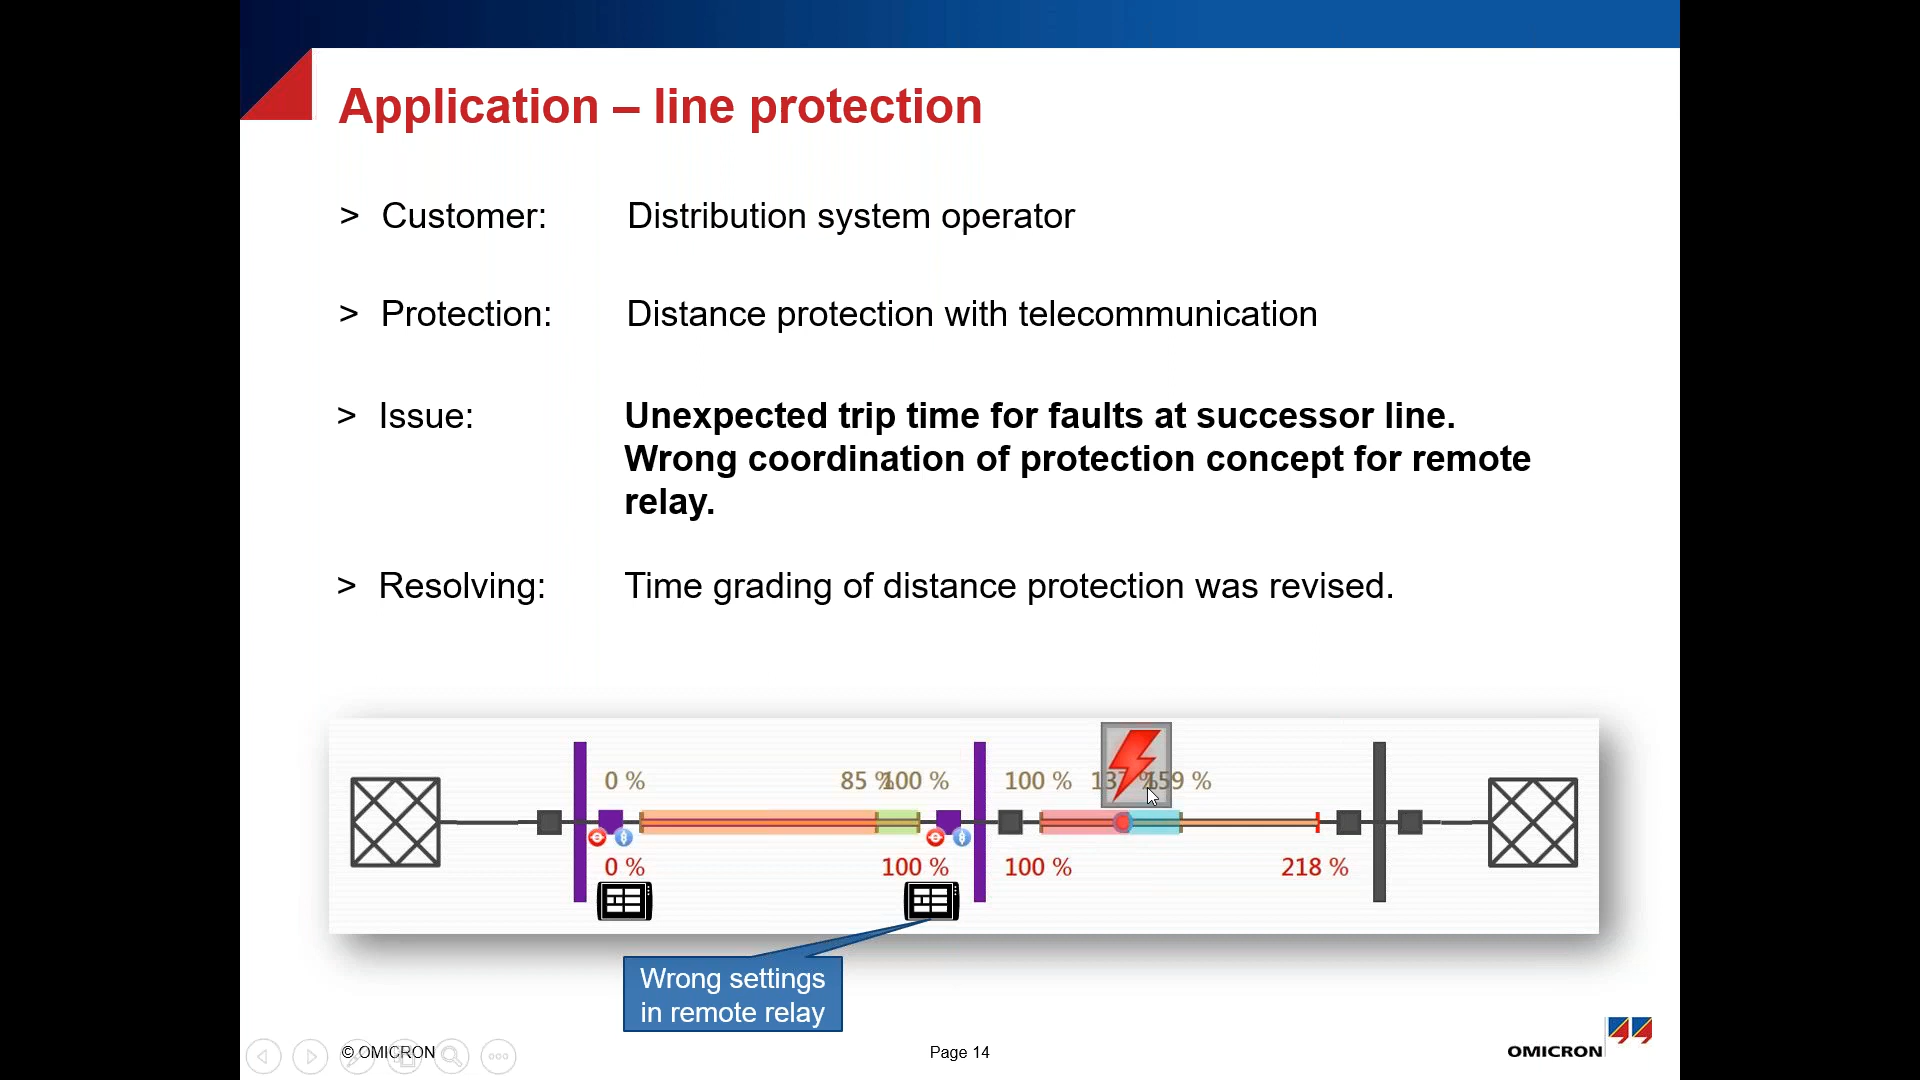 Application – line protection
> Customer: Distribution system operator
> Protection: Distance protection with telecommunication
> Issue: Unexpected trip time for faults at successor line.
Wrong coordination of protection concept for remote
relay.
> Resolving: Time grading of distance protection was revised.
0 % 85 % 100 % 100 % 137 % 159 %
0 % 100 % 100 % 218 %
Wrong settings
in remote relay
© OMICRON Page 14 OMICRON